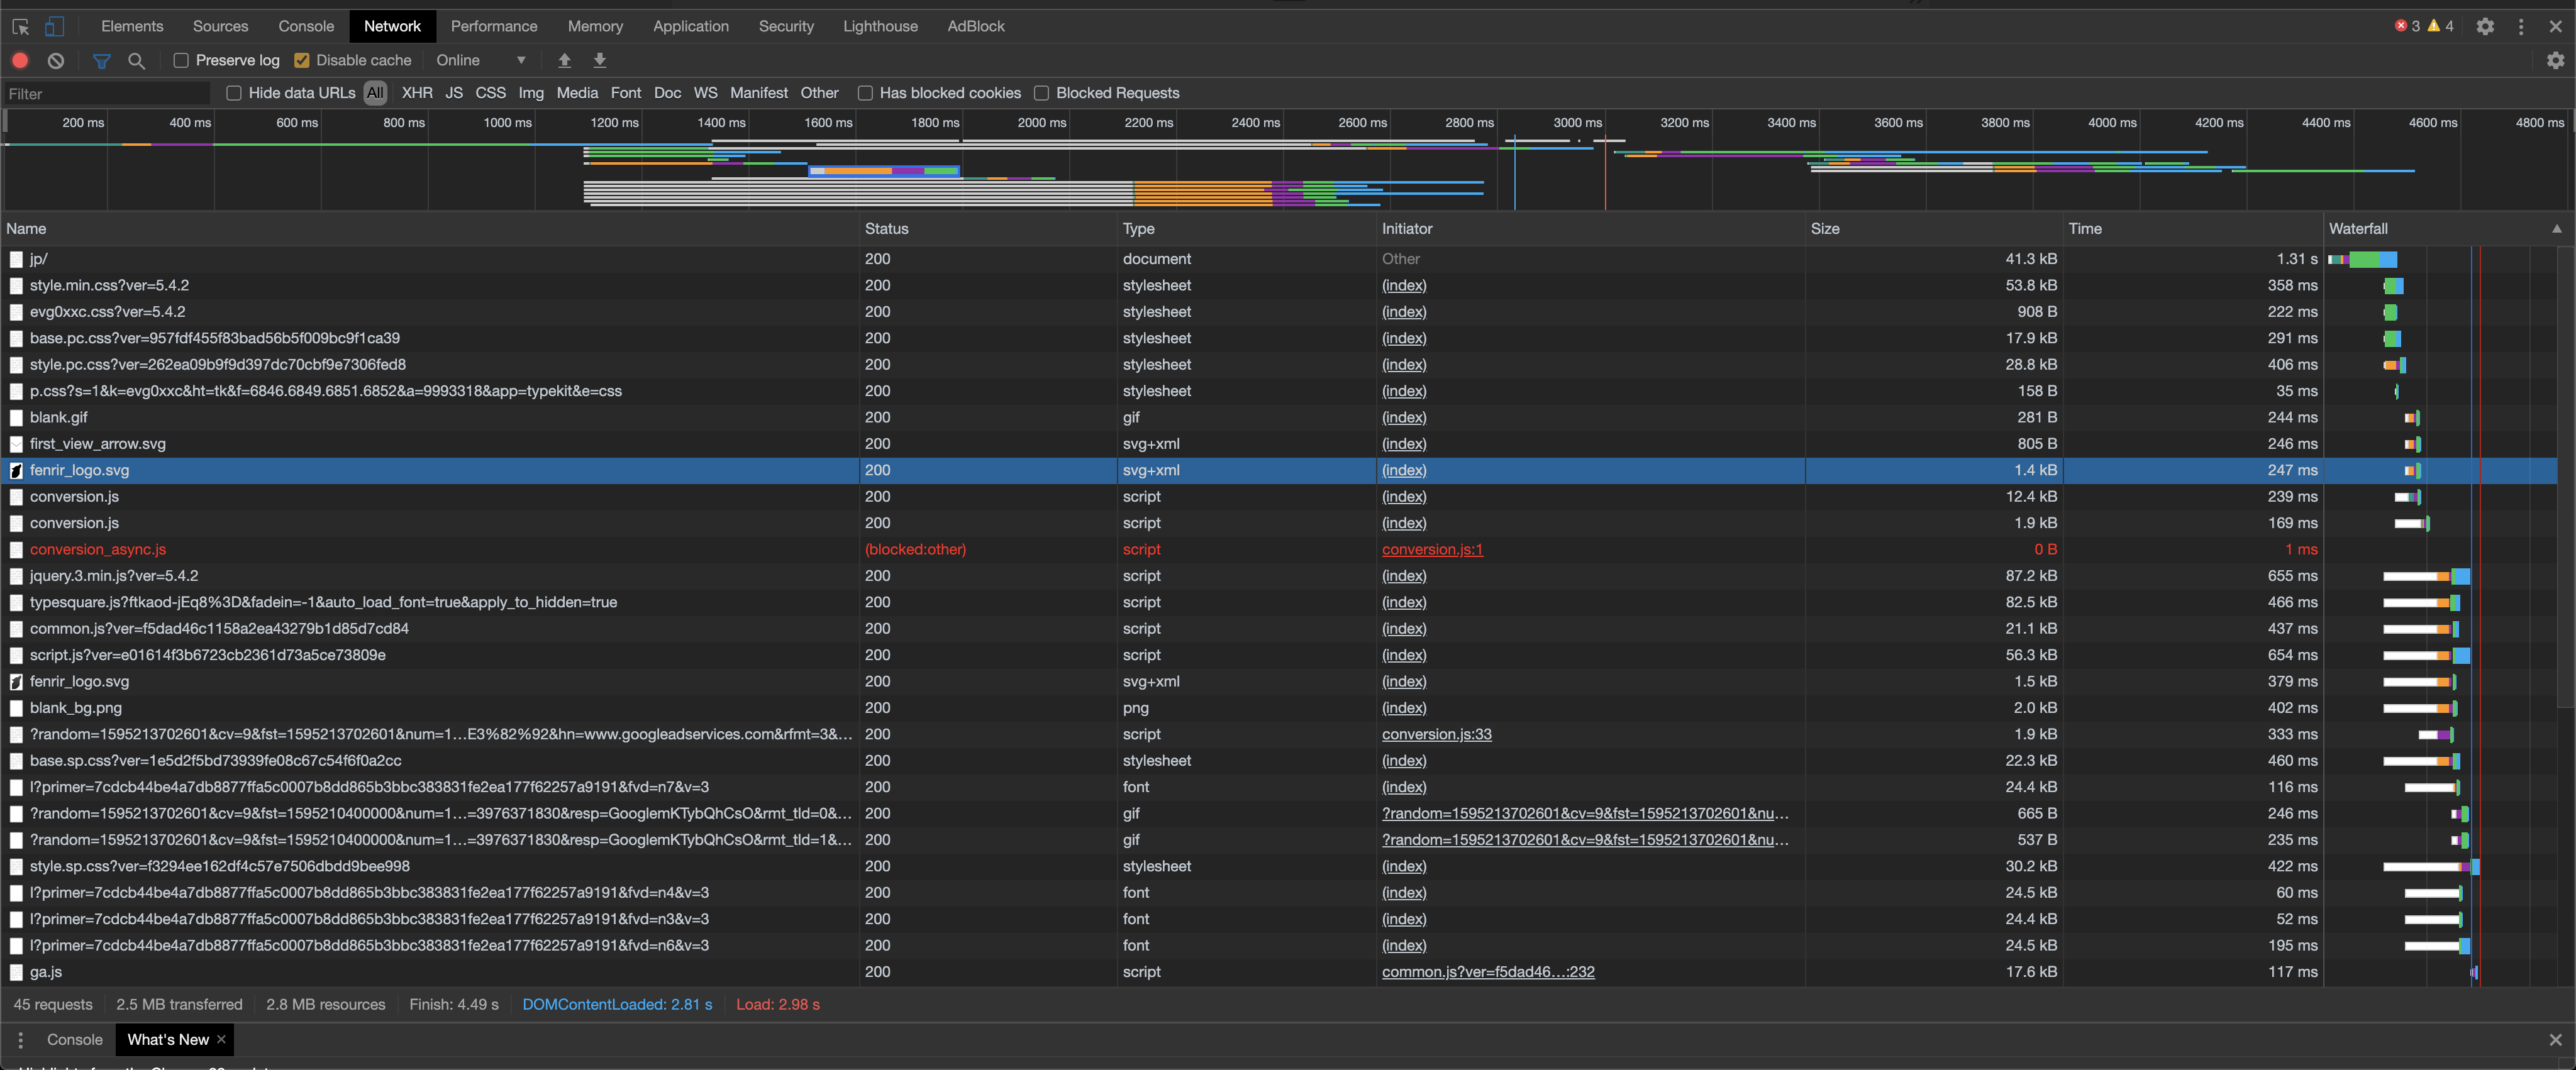 Elements Sources Console Network Performance Memory Application Security Lighthouse AdBlock 3 4
Preserve log Disable cache Online
Filter Hide data URLs All XHR JS CSS Img Media Font Doc WS Manifest Other Has blocked cookies Blocked Requests
200 ms 400 ms 600 ms 800 ms 1000 ms 1200 ms 1400 ms 1600 ms 1800 ms 2000 ms 2200 ms 2400 ms 2600 ms 2800 ms 3000 ms 3200 ms 3400 ms 3600 ms 3800 ms 4000 ms 4200 ms 4400 ms 4600 ms 4800 ms
Name Status Type Initiator Size Time Waterfall
jp/ 200 document Other 41.3 kB 1.31 s
style.min.css?ver=5.4.2 200 stylesheet (index) 53.8 kB 358 ms
evg0xxc.css?ver=5.4.2 200 stylesheet (index) 908 B 222 ms
base.pc.css?ver=957fdf455f83bad56b5f009bc9f1ca39 200 stylesheet (index) 17.9 kB 291 ms
style.pc.css?ver=262ea09b9f9d397dc70cbf9e7306fed8 200 stylesheet (index) 28.8 kB 406 ms
p.css?s=1&k=evg0xxc&ht=tk&f=6846.6849.6851.6852&a=9993318&app=typekit&e=css 200 stylesheet (index) 158 B 35 ms
blank.gif 200 gif (index) 281 B 244 ms
first_view_arrow.svg 200 svg+xml (index) 805 B 246 ms
fenrir_logo.svg 200 svg+xml (index) 1.4 kB 247 ms
conversion.js 200 script (index) 12.4 kB 239 ms
conversion.js 200 script (index) 1.9 kB 169 ms
conversion_async.js (blocked:other) script conversion.js:1 0 B 1 ms
jquery.3.min.js?ver=5.4.2 200 script (index) 87.2 kB 655 ms
typesquare.js?ftkaod-jEq8%3D&fadein=-1&auto_load_font=true&apply_to_hidden=true 200 script (index) 82.5 kB 466 ms
common.js?ver=f5dad46c1158a2ea43279b1d85d7cd84 200 script (index) 21.1 kB 437 ms
script.js?ver=e01614f3b6723cb2361d73a5ce73809e 200 script (index) 56.3 kB 654 ms
fenrir_logo.svg 200 svg+xml (index) 1.5 kB 379 ms
blank_bg.png 200 png (index) 2.0 kB 402 ms
?random=1595213702601&cv=9&fst=1595213702601&num=1…E3%82%92&hn=www.googleadservices.com&rfmt=3&… 200 script conversion.js:33 1.9 kB 333 ms
base.sp.css?ver=1e5d2f5bd73939fe08c67c54f6f0a2cc 200 stylesheet (index) 22.3 kB 460 ms
l?primer=7cdcb44be4a7db8877ffa5c0007b8dd865b3bbc383831fe2ea177f62257a9191&fvd=n7&v=3 200 font (index) 24.4 kB 116 ms
?random=1595213702601&cv=9&fst=1595210400000&num=1…=3976371830&resp=GooglemKTybQhCsO&rmt_tld=0&… 200 gif ?random=1595213702601&cv=9&fst=1595213702601&nu… 665 B 246 ms
?random=1595213702601&cv=9&fst=1595210400000&num=1…=3976371830&resp=GooglemKTybQhCsO&rmt_tld=1&… 200 gif ?random=1595213702601&cv=9&fst=1595213702601&nu… 537 B 235 ms
style.sp.css?ver=f3294ee162df4c57e7506dbdd9bee998 200 stylesheet (index) 30.2 kB 422 ms
l?primer=7cdcb44be4a7db8877ffa5c0007b8dd865b3bbc383831fe2ea177f62257a9191&fvd=n4&v=3 200 font (index) 24.5 kB 60 ms
l?primer=7cdcb44be4a7db8877ffa5c0007b8dd865b3bbc383831fe2ea177f62257a9191&fvd=n3&v=3 200 font (index) 24.4 kB 52 ms
l?primer=7cdcb44be4a7db8877ffa5c0007b8dd865b3bbc383831fe2ea177f62257a9191&fvd=n6&v=3 200 font (index) 24.5 kB 195 ms
ga.js 200 script common.js?ver=f5dad46…:232 17.6 kB 117 ms
45 requests 2.5 MB transferred 2.8 MB resources Finish: 4.49 s DOMContentLoaded: 2.81 s Load: 2.98 s
Console What's New